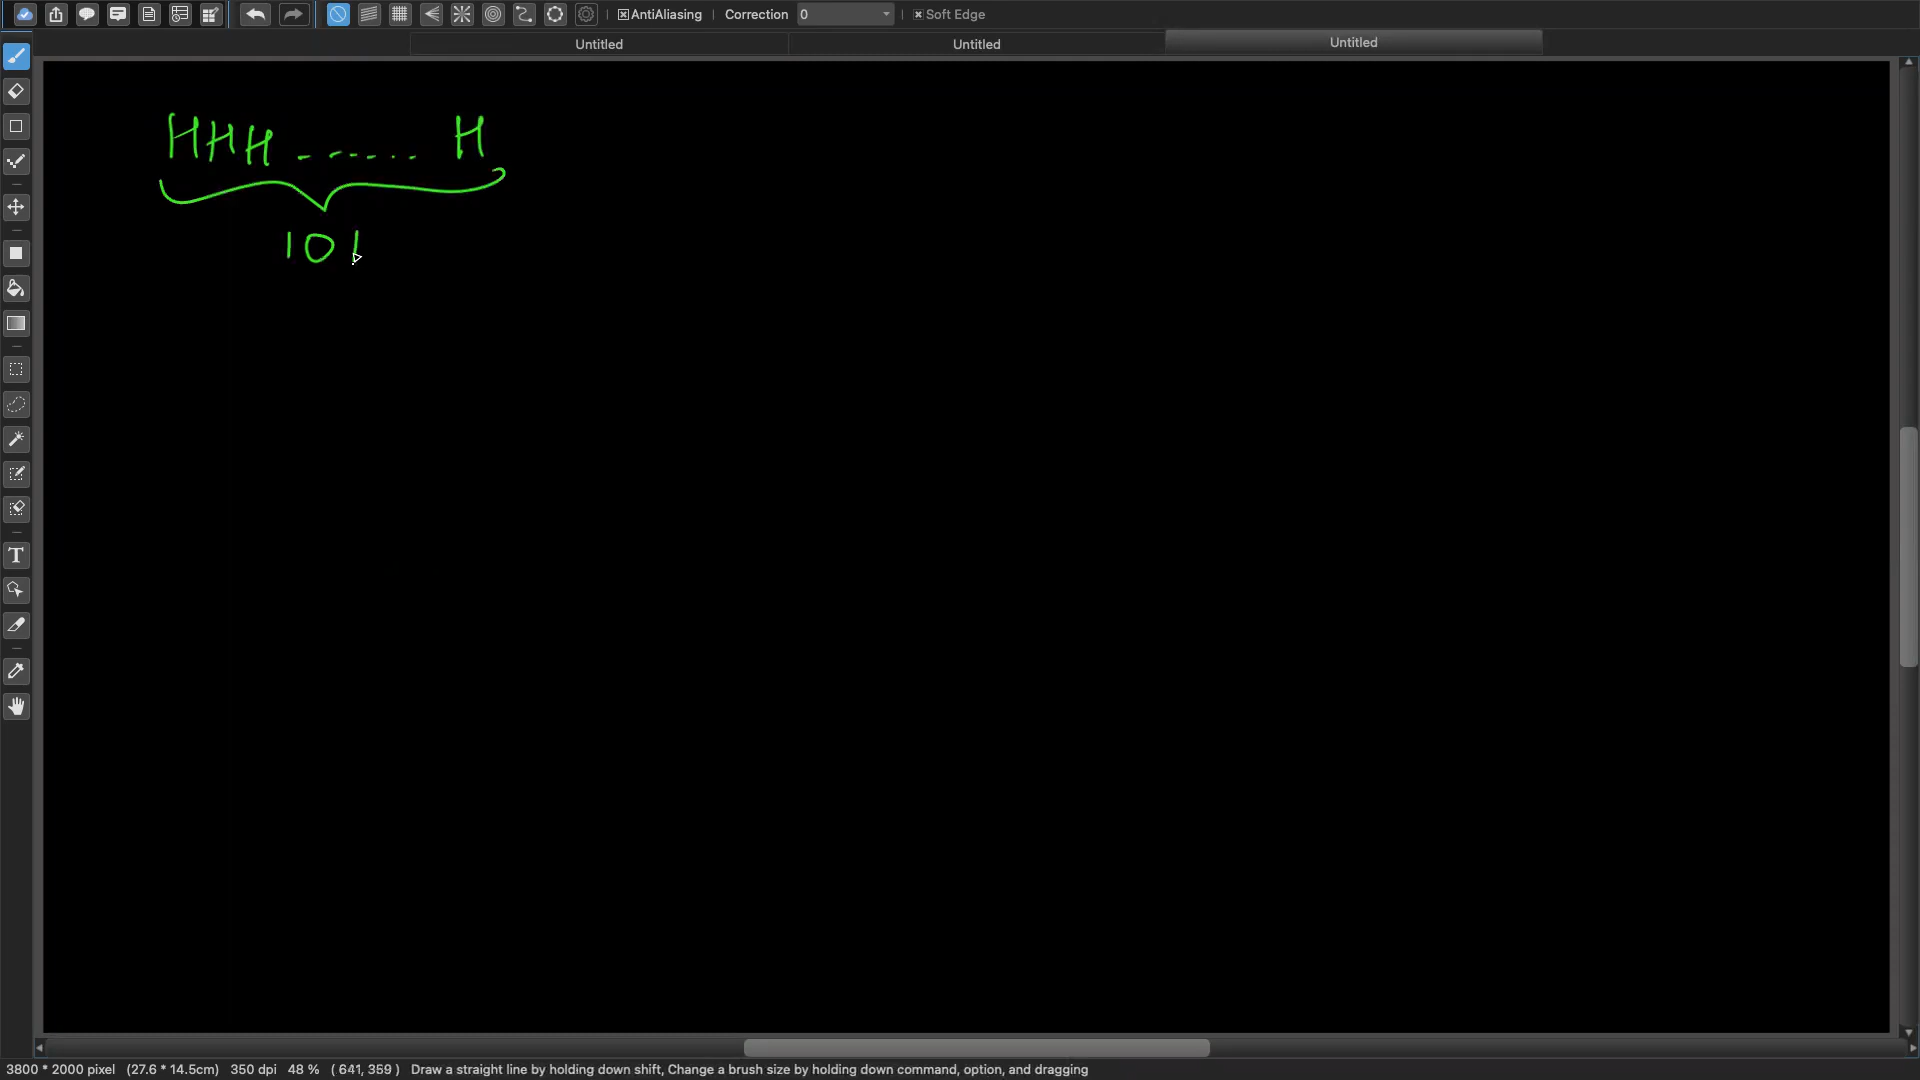 AntiAliasing Correction 0 Soft Edge
Untitled Untitled Untitled
HHH ------ H
101
T
3800 * 2000 pixel (27.6 * 14.5cm) 350 dpi 48 % ( 641, 359 ) Draw a straight line by holding down shift, Change a brush size by holding down command, option, and dragging